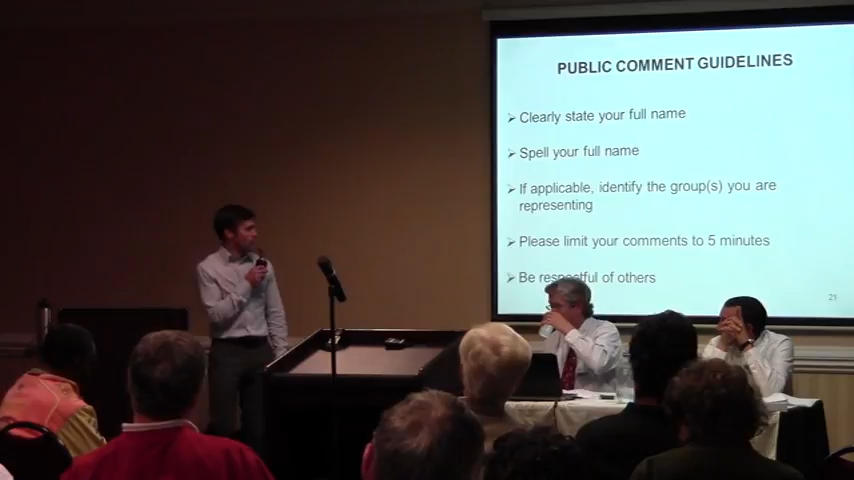 PUBLIC COMMENT GUIDELINES
➢ Clearly state your full name
➢ Spell your full name
➢ If applicable, identify the group(s) you are
representing
➢ Please limit your comments to 5 minutes
➢ Be respectful of others
21